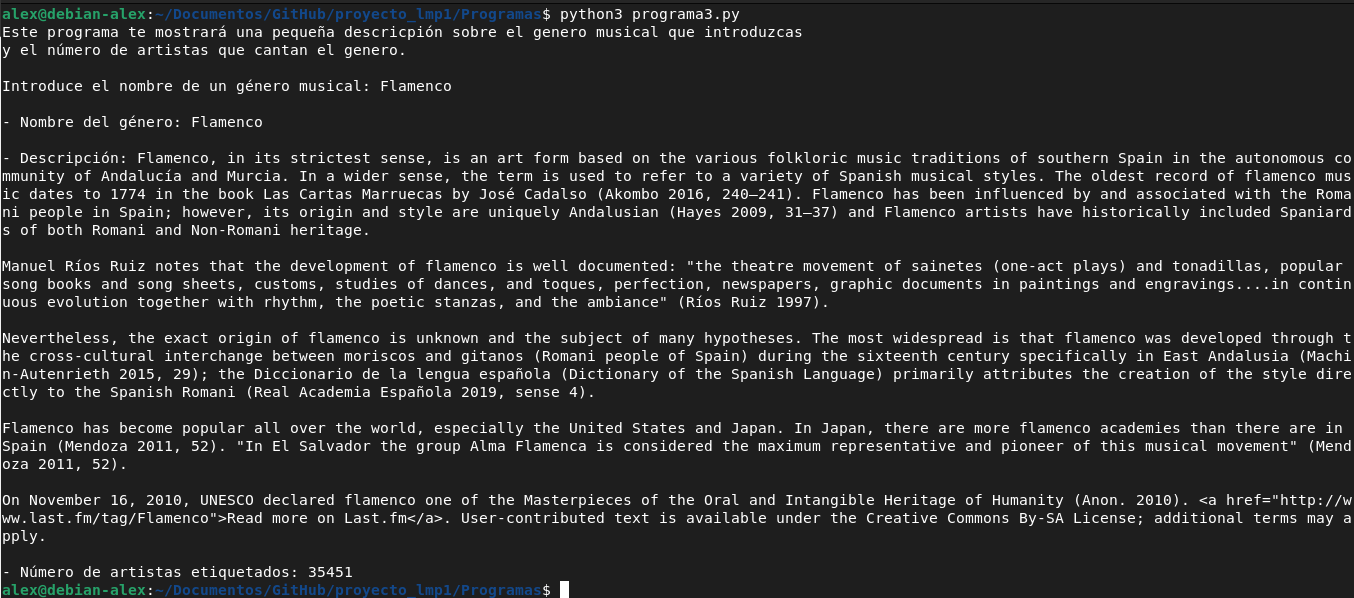 alex@debian-alex:~/Documentos/GitHub/proyecto_lmp1/Programas$ python3 programa3.py
Este programa te mostrará una pequeña descricpión sobre el genero musical que introduzcas
y el número de artistas que cantan el genero.
Introduce el nombre de un género musical: Flamenco
- Nombre del género: Flamenco
- Descripción: Flamenco, in its strictest sense, is an art form based on the various folkloric music traditions of southern Spain in the autonomous co
mmunity of Andalucía and Murcia. In a wider sense, the term is used to refer to a variety of Spanish musical styles. The oldest record of flamenco mus
ic dates to 1774 in the book Las Cartas Marruecas by José Cadalso (Akombo 2016, 240–241). Flamenco has been influenced by and associated with the Roma
ni people in Spain; however, its origin and style are uniquely Andalusian (Hayes 2009, 31–37) and Flamenco artists have historically included Spaniard
s of both Romani and Non-Romani heritage.
Manuel Ríos Ruiz notes that the development of flamenco is well documented: "the theatre movement of sainetes (one-act plays) and tonadillas, popular
song books and song sheets, customs, studies of dances, and toques, perfection, newspapers, graphic documents in paintings and engravings....in contin
uous evolution together with rhythm, the poetic stanzas, and the ambiance" (Ríos Ruiz 1997).
Nevertheless, the exact origin of flamenco is unknown and the subject of many hypotheses. The most widespread is that flamenco was developed through t
he cross-cultural interchange between moriscos and gitanos (Romani people of Spain) during the sixteenth century specifically in East Andalusia (Machi
n-Autenrieth 2015, 29); the Diccionario de la lengua española (Dictionary of the Spanish Language) primarily attributes the creation of the style dire
ctly to the Spanish Romani (Real Academia Española 2019, sense 4).
Flamenco has become popular all over the world, especially the United States and Japan. In Japan, there are more flamenco academies than there are in
Spain (Mendoza 2011, 52). "In El Salvador the group Alma Flamenca is considered the maximum representative and pioneer of this musical movement" (Mend
oza 2011, 52).
On November 16, 2010, UNESCO declared flamenco one of the Masterpieces of the Oral and Intangible Heritage of Humanity (Anon. 2010). <a href="http://w
ww.last.fm/tag/Flamenco">Read more on Last.fm</a>. User-contributed text is available under the Creative Commons By-SA License; additional terms may a
pply.
- Número de artistas etiquetados: 35451
alex@debian-alex:~/Documentos/GitHub/proyecto_lmp1/Programas$